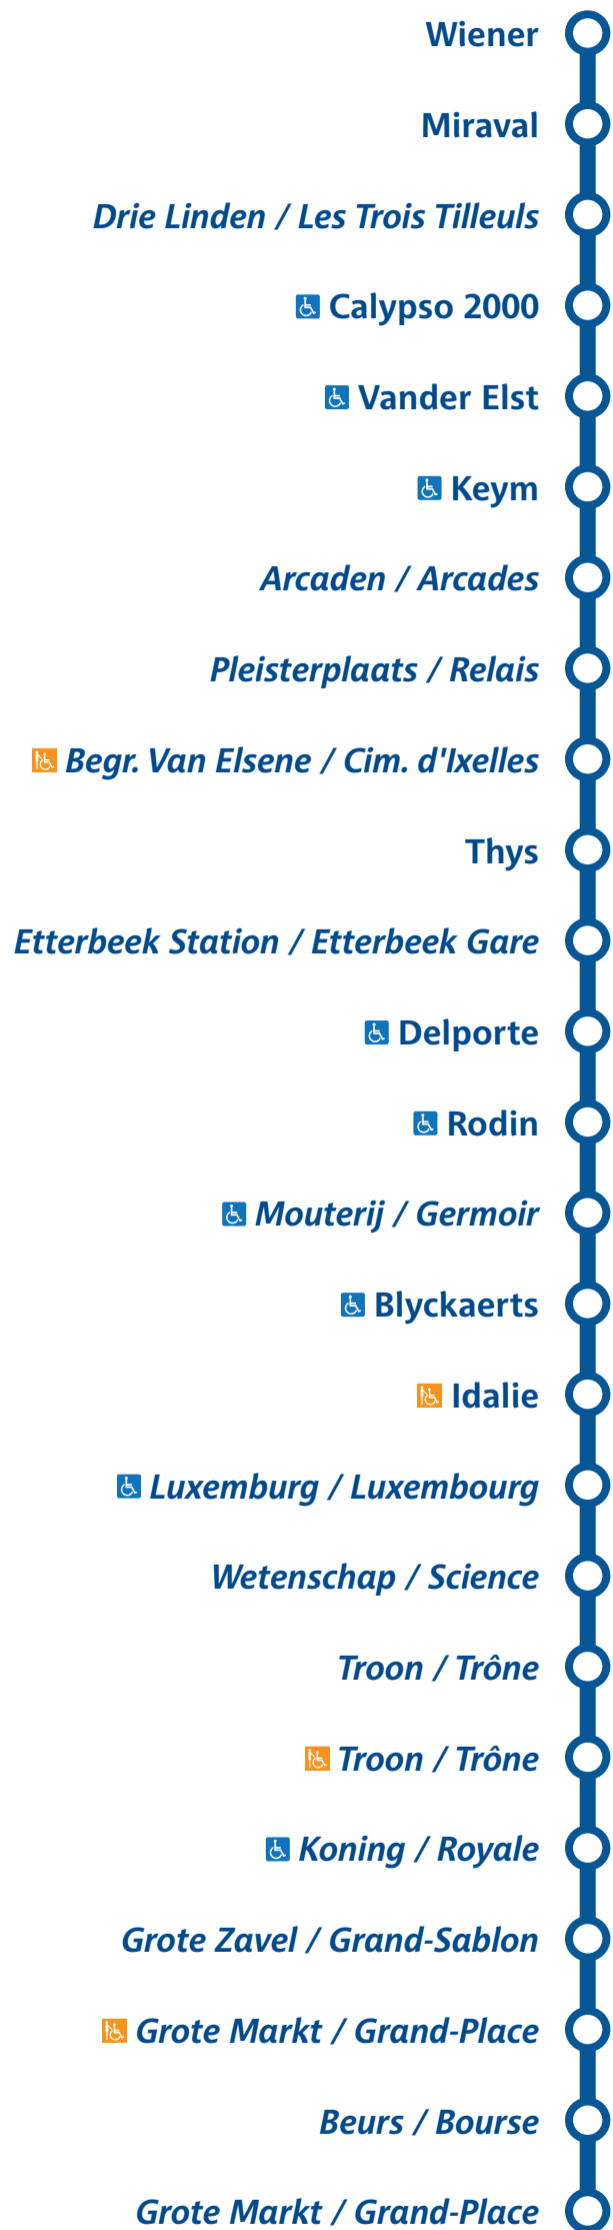 Wiener
Miraval
Drie Linden / Les Trois Tilleuls
Calypso 2000
Vander Elst
Keym
Arcaden / Arcades
Pleisterplaats / Relais
Begr. Van Elsene / Cim. d'Ixelles
Thys
Etterbeek Station / Etterbeek Gare
Delporte
Rodin
Mouterij / Germoir
Blyckaerts
Idalie
Luxemburg / Luxembourg
Wetenschap / Science
Troon / Trône
Troon / Trône
Koning / Royale
Grote Zavel / Grand-Sablon
Grote Markt / Grand-Place
Beurs / Bourse
Grote Markt / Grand-Place